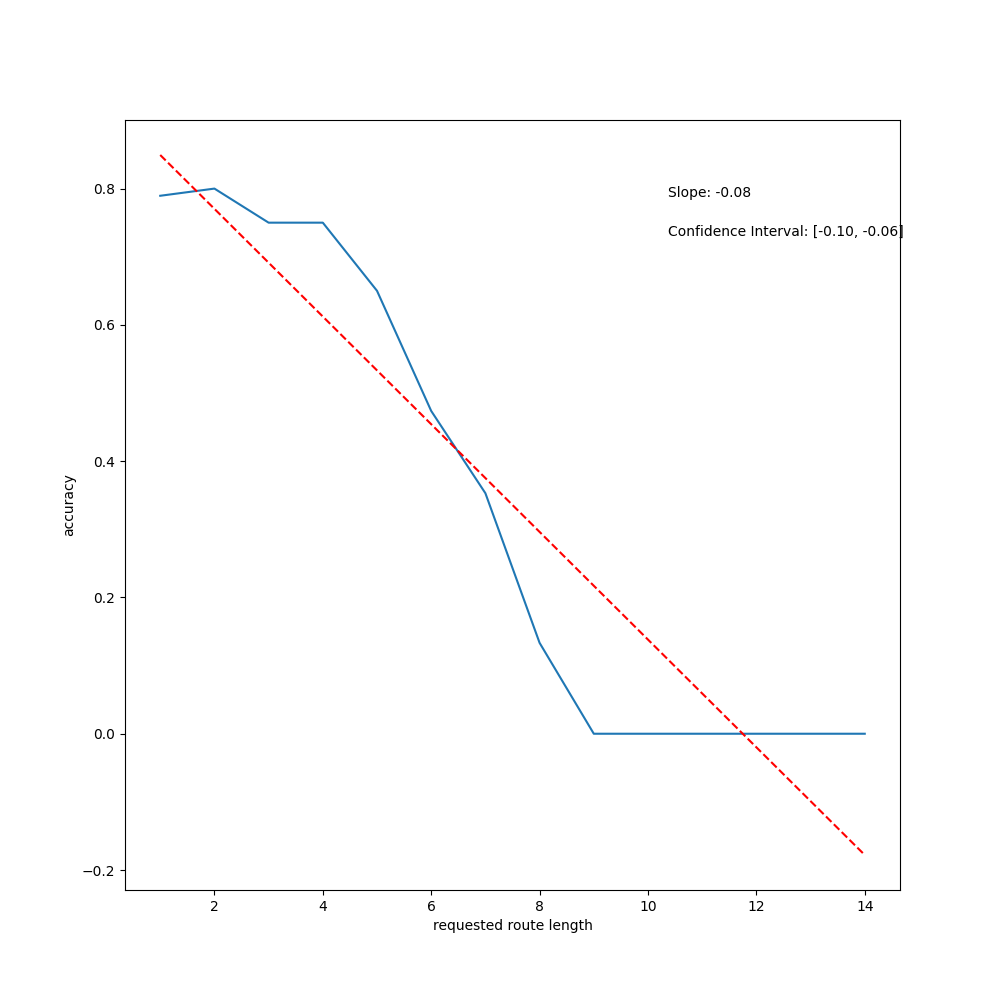 Slope: -0.08
Confidence Interval: [-0.10, -0.06]
0.8
0.6
0.4
0.2
0.0
−0.2
accuracy
2 4 6 8 10 12 14
requested route length